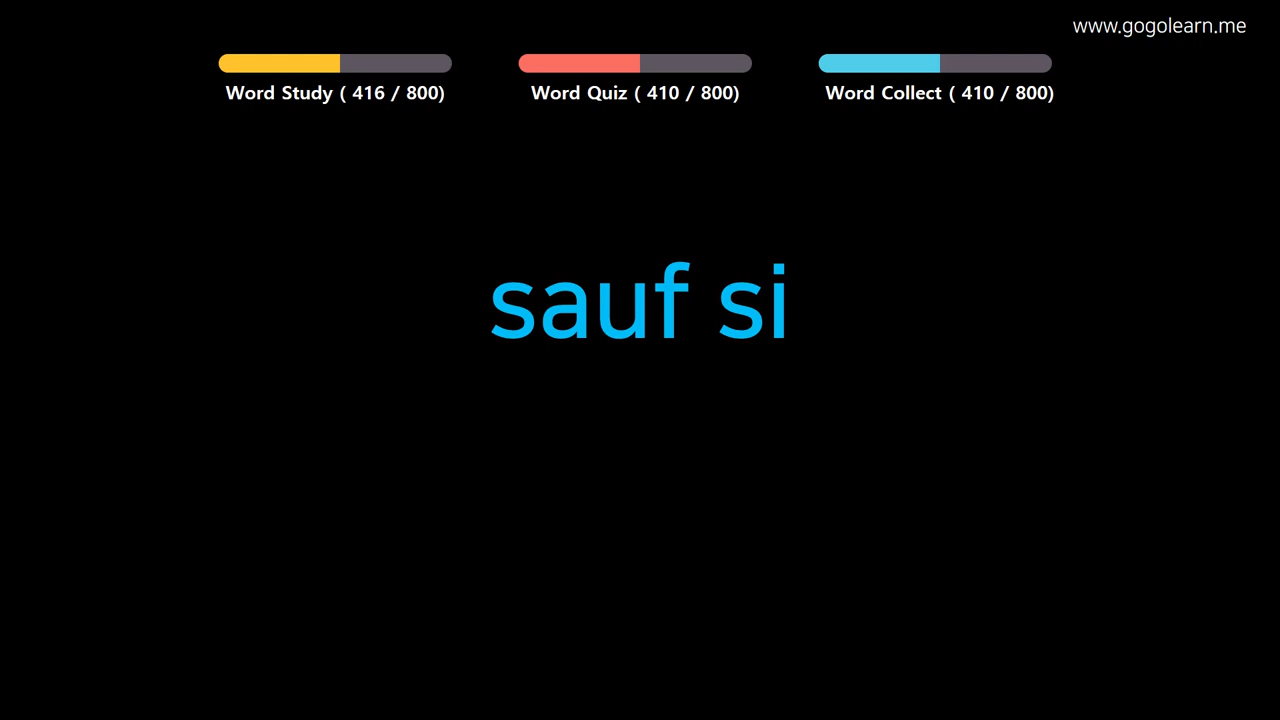 www.gogolearn.me
Word Study ( 416 / 800)
Word Quiz ( 410 / 800)
Word Collect ( 410 / 800)
sauf si